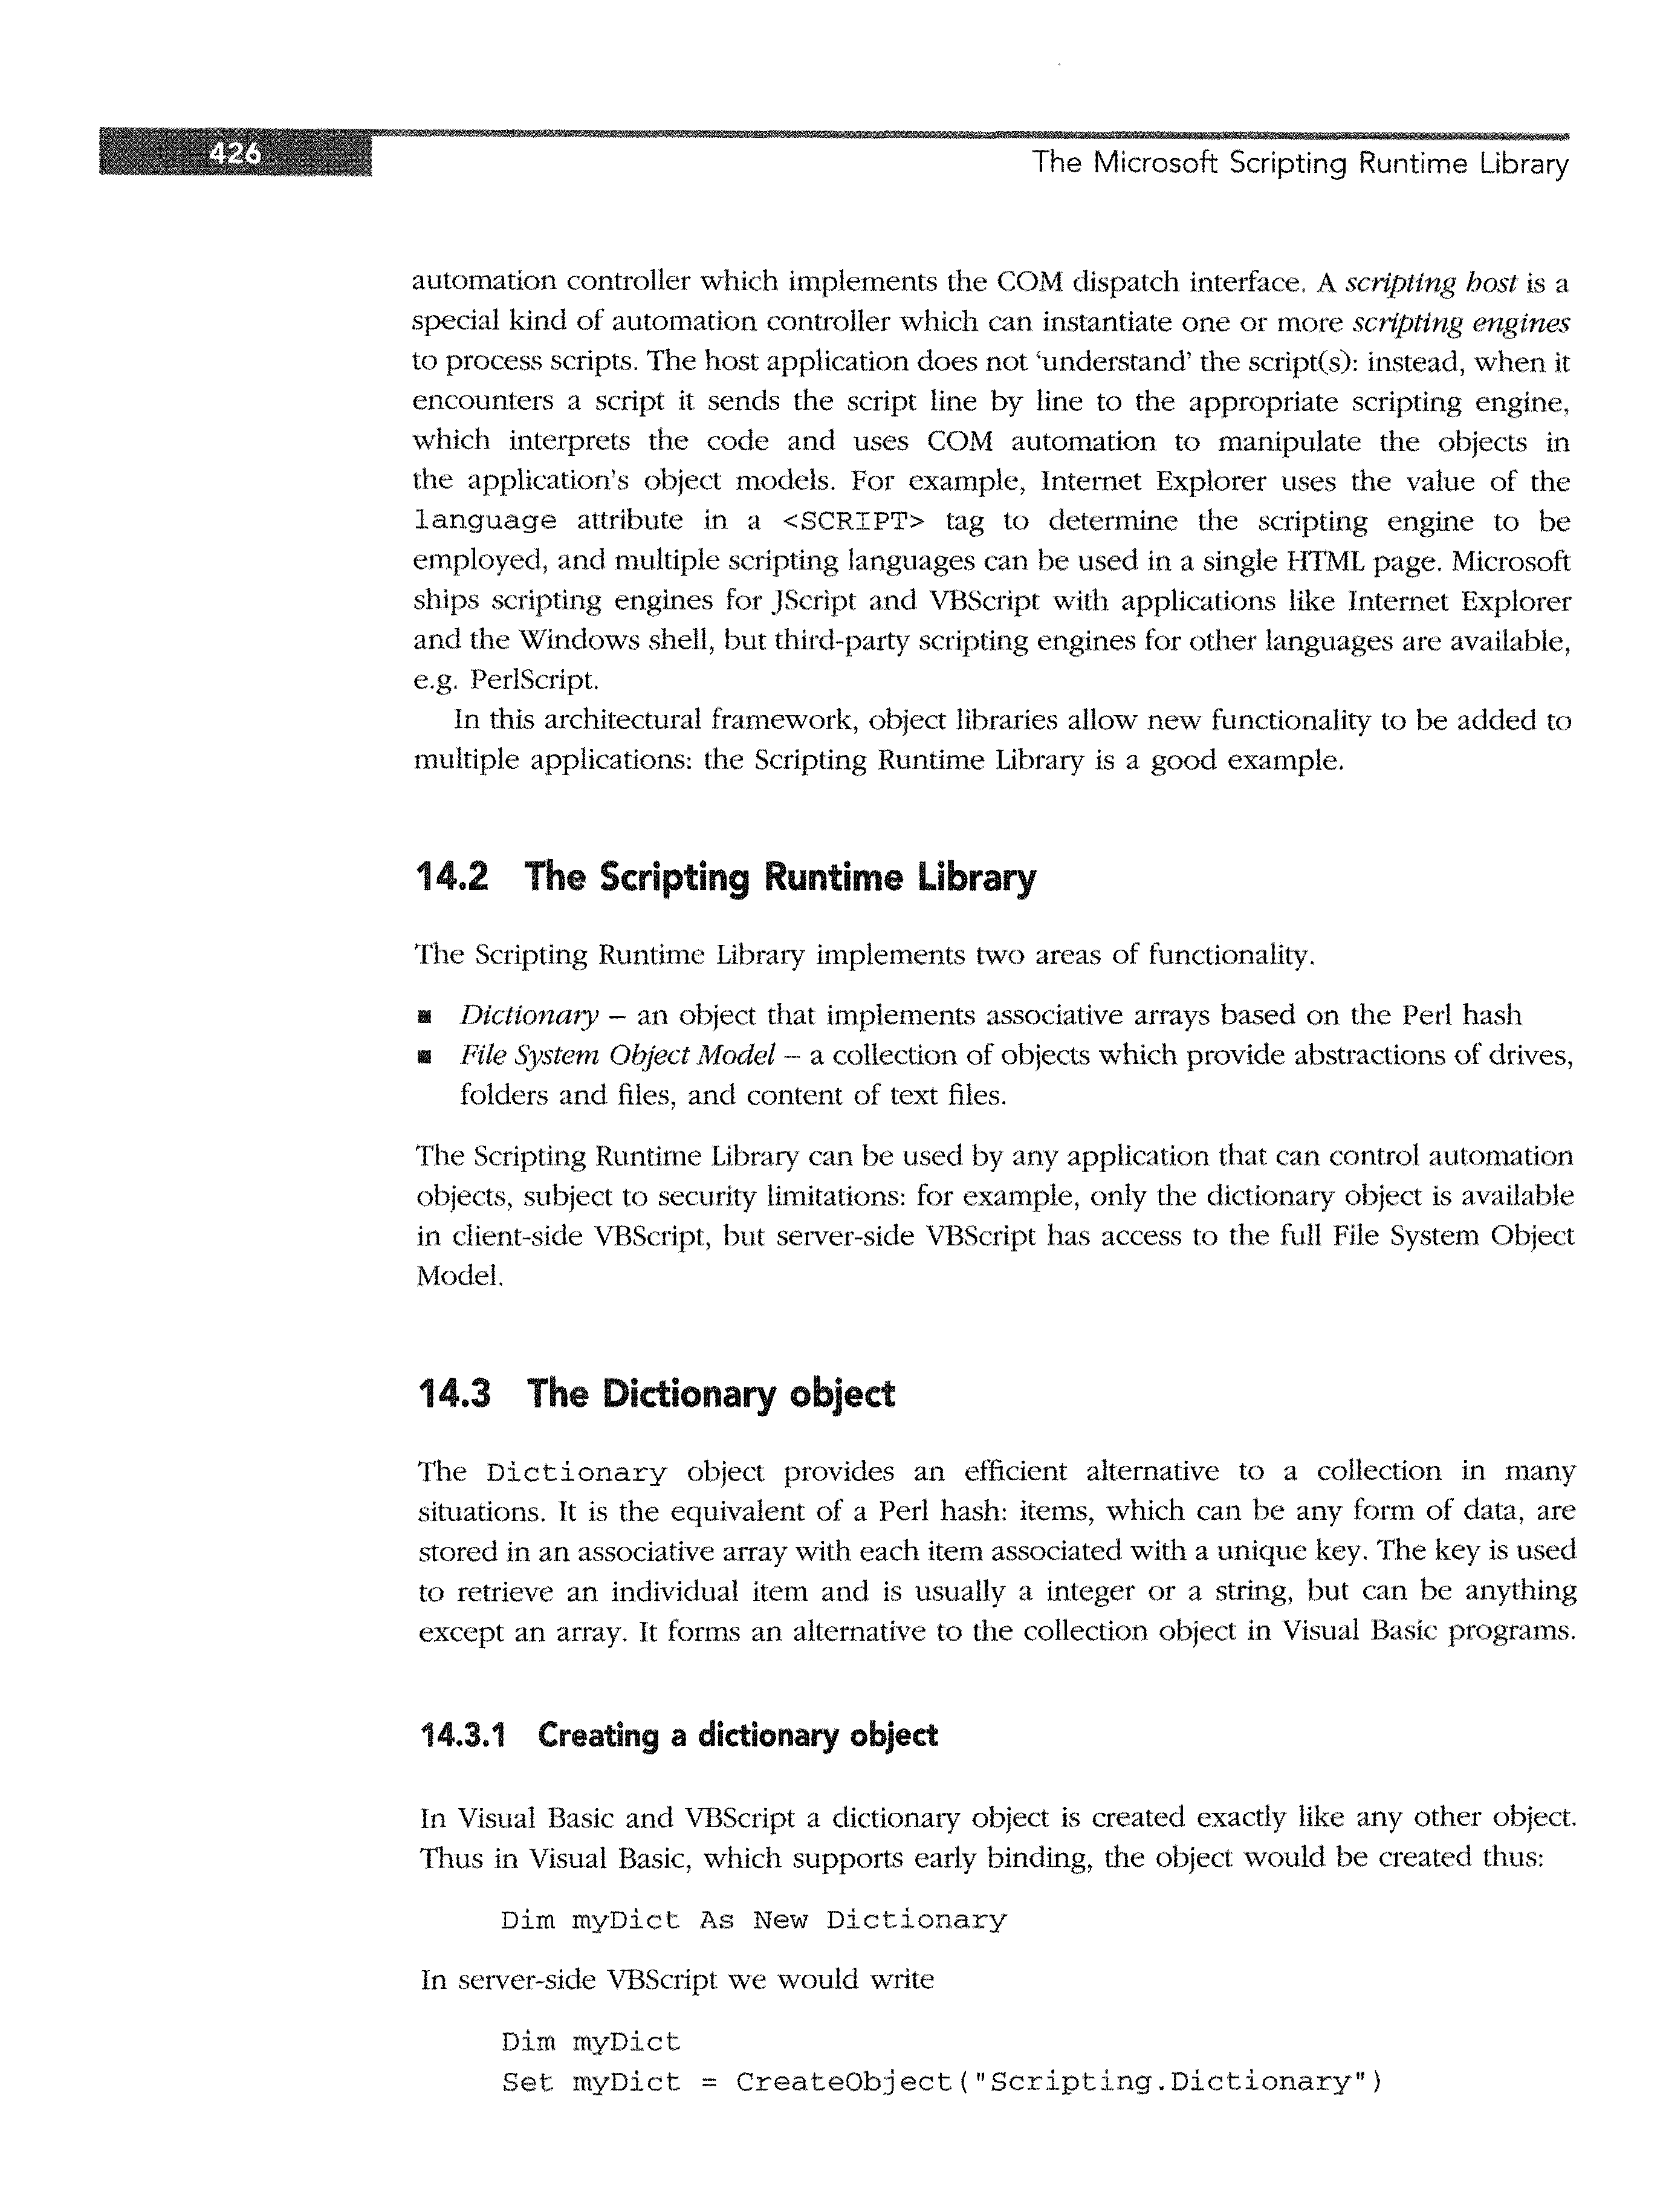 426
The Microsoft Scripting Runtime Library
automation controller which implements the COM dispatch interface. A scripting host is a
special kind of automation controller which can instantiate one or more scripting engines
to process scripts. The host application does not ‘understand’ the script(s): instead, when it
encounters a script it sends the script line by line to the appropriate scripting engine,
which interprets the code and uses COM automation to manipulate the objects in
the application’s object models. For example, Internet Explorer uses the value of the
language attribute in a <SCRIPT> tag to determine the scripting engine to be
employed, and multiple scripting languages can be used in a single HTML page. Microsoft
ships scripting engines for JScript and VBScript with applications like Internet Explorer
and the Windows shell, but third-party scripting engines for other languages are available,
e.g. PerlScript.
In this architectural framework, object libraries allow new functionality to be added to
multiple applications: the Scripting Runtime Library is a good example.
14.2 The Scripting Runtime Library
The Scripting Runtime Library implements two areas of functionality.
■ Dictionary – an object that implements associative arrays based on the Perl hash
■ File System Object Model – a collection of objects which provide abstractions of drives,
folders and files, and content of text files.
The Scripting Runtime Library can be used by any application that can control automation
objects, subject to security limitations: for example, only the dictionary object is available
in client-side VBScript, but server-side VBScript has access to the full File System Object
Model.
14.3 The Dictionary object
The Dictionary object provides an efficient alternative to a collection in many
situations. It is the equivalent of a Perl hash: items, which can be any form of data, are
stored in an associative array with each item associated with a unique key. The key is used
to retrieve an individual item and is usually a integer or a string, but can be anything
except an array. It forms an alternative to the collection object in Visual Basic programs.
14.3.1 Creating a dictionary object
In Visual Basic and VBScript a dictionary object is created exactly like any other object.
Thus in Visual Basic, which supports early binding, the object would be created thus:
Dim myDict As New Dictionary
In server-side VBScript we would write
Dim myDict
Set myDict = CreateObject("Scripting.Dictionary")